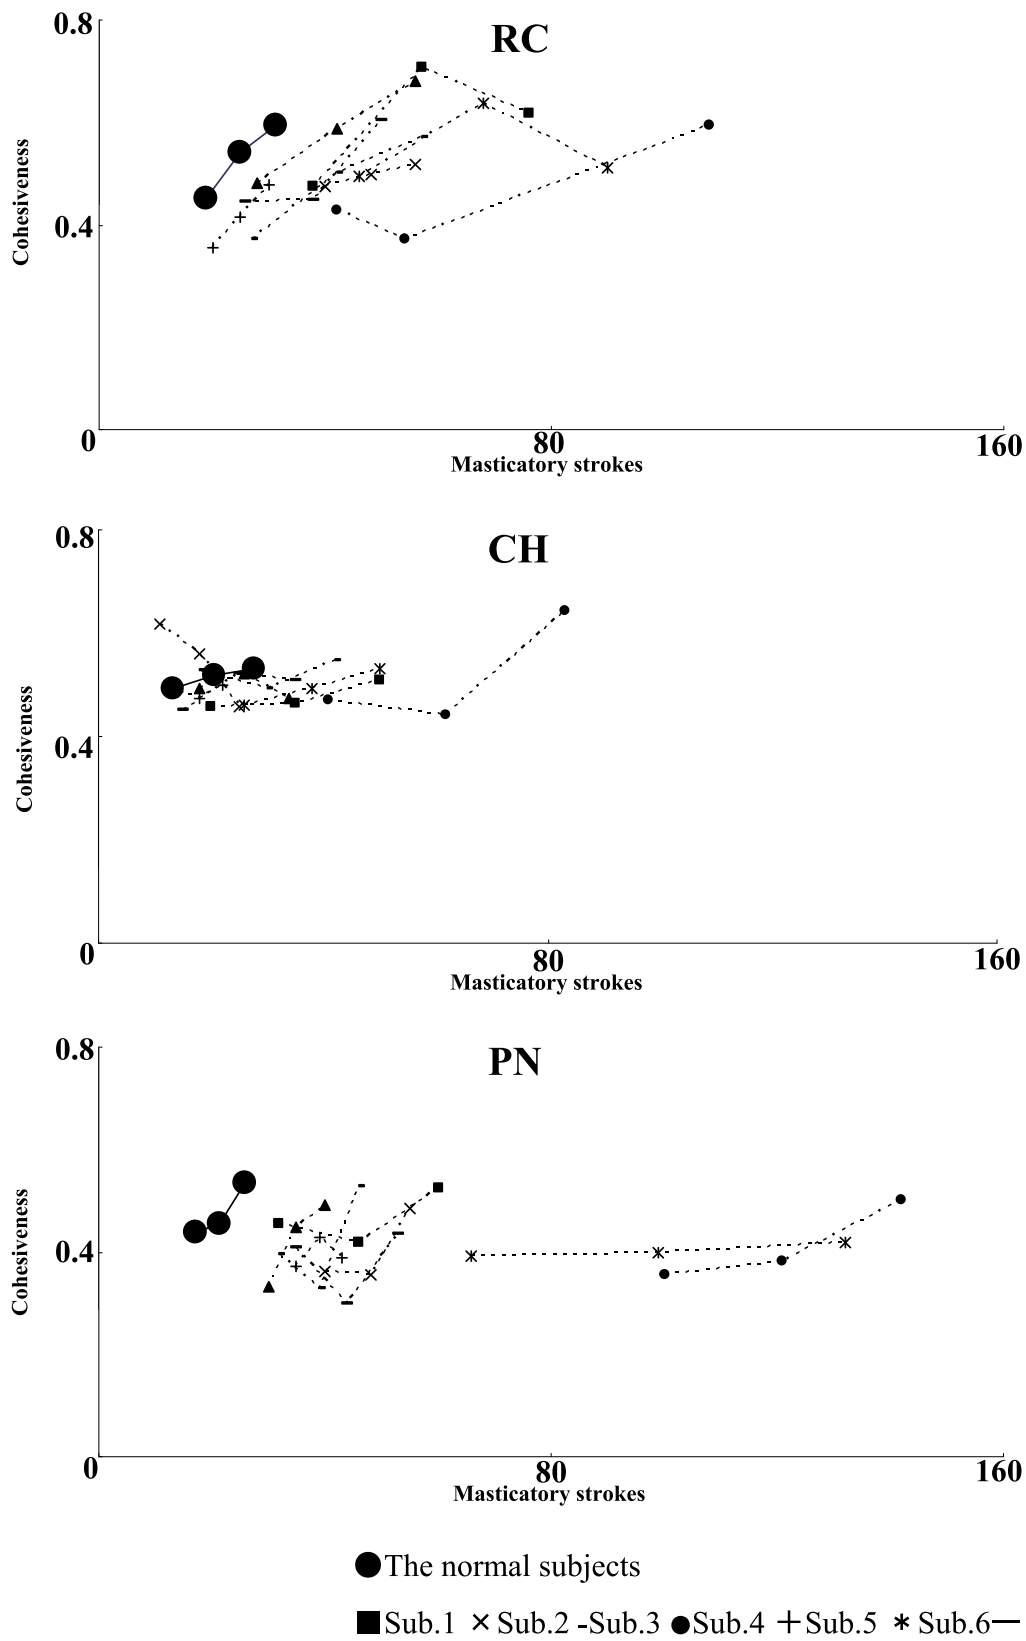 0.8
RC
Cohesiveness
0.4
0
80
160
Masticatory strokes
0.8
CH
Cohesiveness
0.4
0
80
160
Masticatory strokes
0.8
PN
Cohesiveness
0.4
0
80
160
Masticatory strokes
The normal subjects
Sub.1 × Sub.2 -Sub.3 ●Sub.4 +Sub.5 * Sub.6—